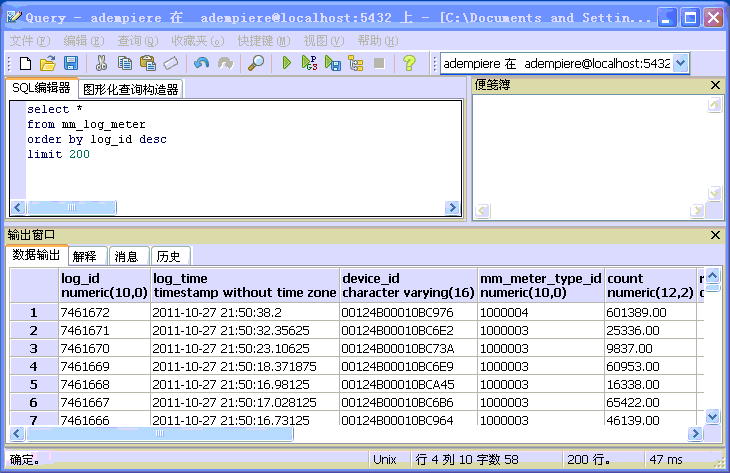 Query - adempiere 在 adempiere@localhost:5432 上 - [C:\Documents and Settin...
文件(F) 编辑(E) 查询(Q) 收藏夹(o) 快捷键(M) 视图(V) 帮助(H)
adempiere 在 adempiere@localhost:5432
SQL编辑器 图形化查询构造器
便笺簿
select *
from mm_log_meter
order by log_id desc
limit 200
输出窗口
数据输出 解释 消息 历史
log_id log_time device_id mm_meter_type_id count
numeric(10,0) timestamp without time zone character varying(16) numeric(10,0) numeric(12,2)
1 7461672 2011-10-27 21:50:38.2 00124B00010BC976 1000004 601389.00
2 7461671 2011-10-27 21:50:32.35625 00124B00010BC6E2 1000003 25336.00
3 7461670 2011-10-27 21:50:23.10625 00124B00010BC73A 1000003 9837.00
4 7461669 2011-10-27 21:50:18.371875 00124B00010BC6E9 1000003 60953.00
5 7461668 2011-10-27 21:50:16.98125 00124B00010BCA45 1000003 16338.00
6 7461667 2011-10-27 21:50:17.028125 00124B00010BC6B6 1000003 65422.00
7 7461666 2011-10-27 21:50:16.73125 00124B00010BC964 1000003 46139.00
确定。 Unix 行 4 列 10 字数 58 200 行。 47 ms